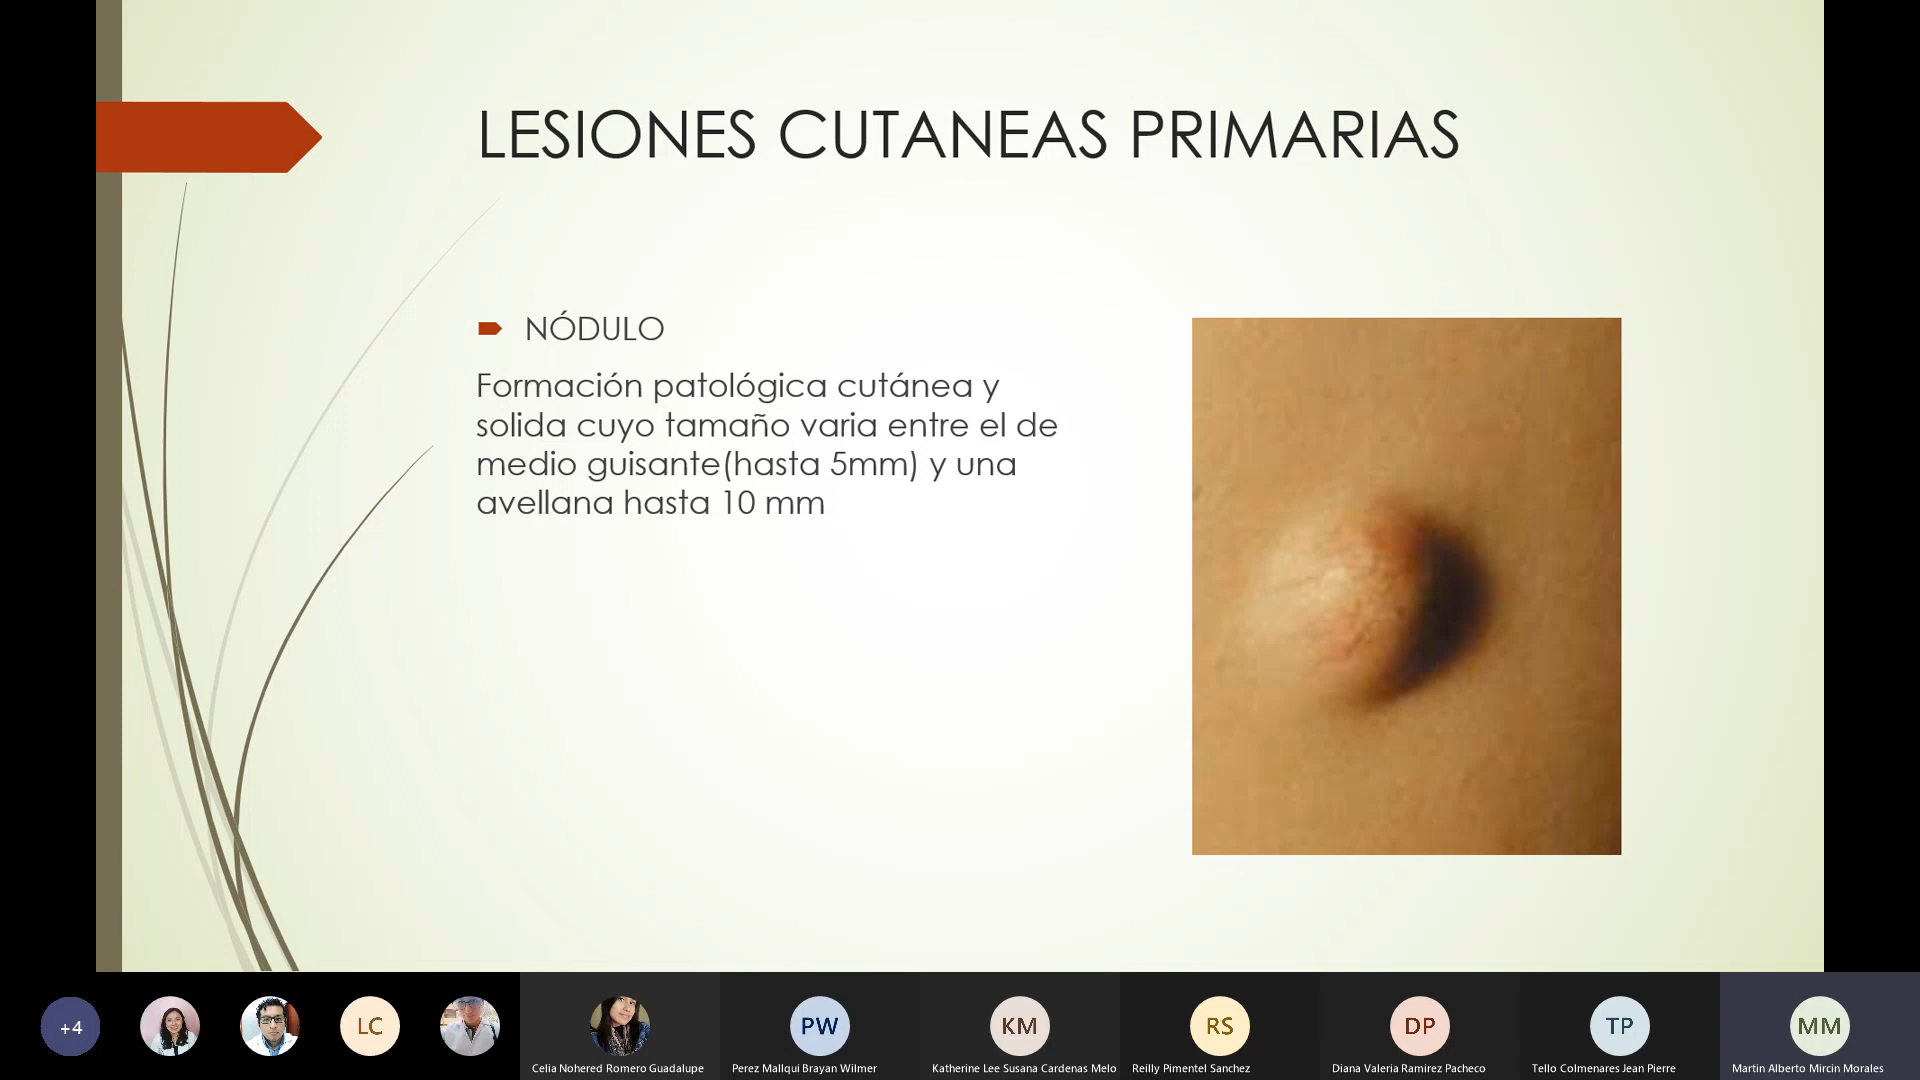 LESIONES CUTANEAS PRIMARIAS
NÓDULO
Formación patológica cutánea y
solida cuyo tamaño varia entre el de
medio guisante(hasta 5mm) y una
avellana hasta 10 mm
+4
LC
PW
KM
RS
DP
TP
MM
Celia Nohered Romero Guadalupe
Perez Mallqui Brayan Wilmer
Katherine Lee Susana Cardenas Melo
Reilly Pimentel Sanchez
Diana Valeria Ramirez Pacheco
Tello Colmenares Jean Pierre
Martin Alberto Mircin Morales